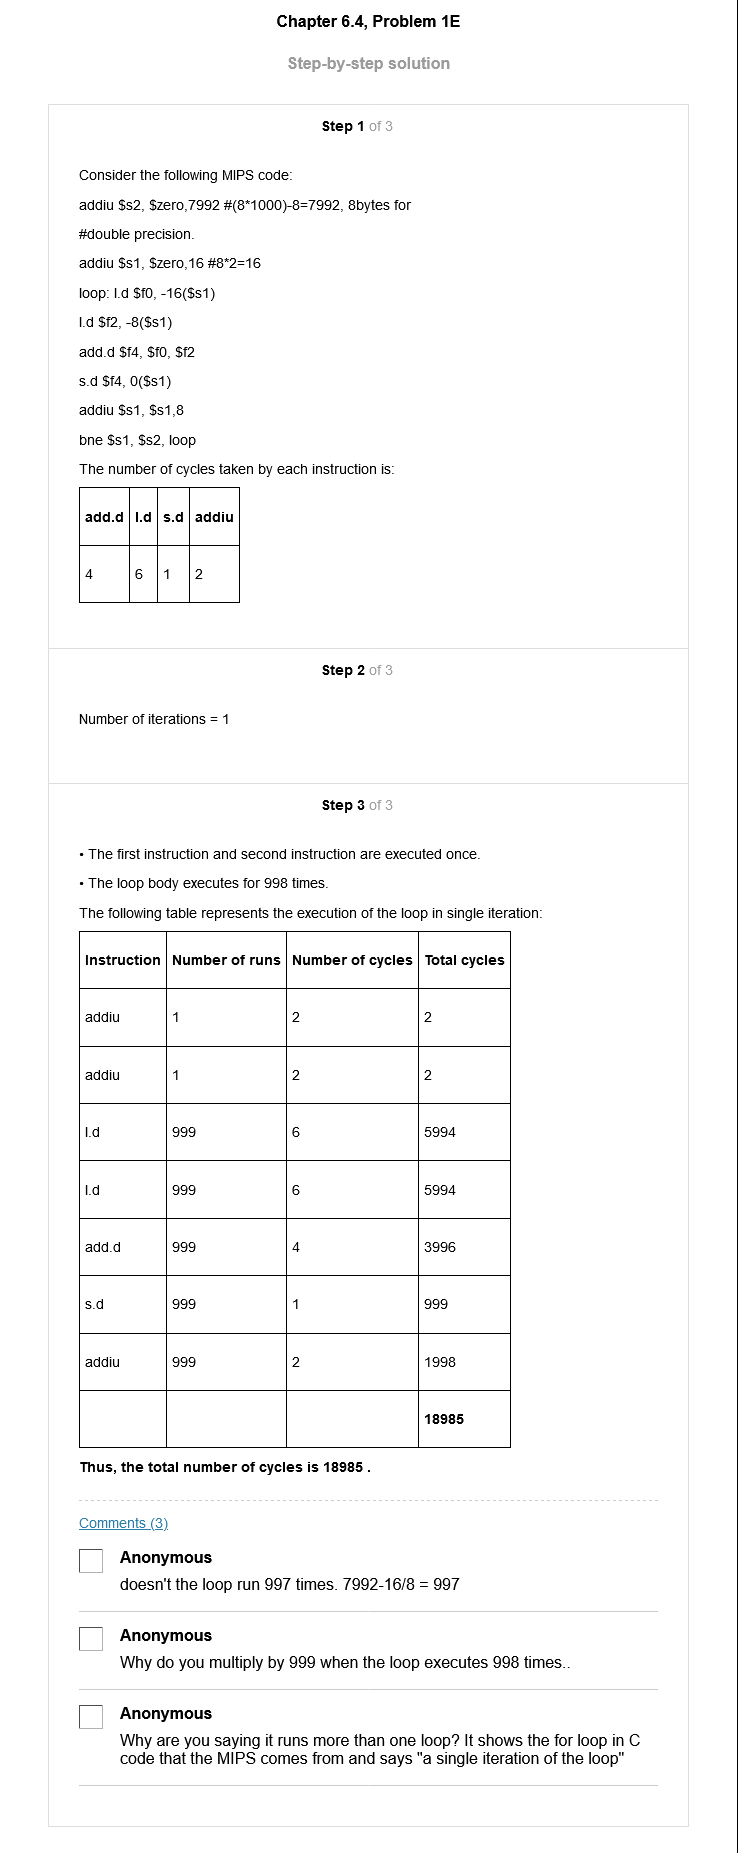 Chapter 6.4, Problem 1E
Step-by-step solution
Step 1 of 3
Consider the following MIPS code:
addiu $s2, $zero,7992 #(8*1000)-8=7992, 8bytes for
#double precision.
addiu $s1, $zero,16 #8*2=16
loop: l.d $f0, -16($s1)
l.d $f2, -8($s1)
add.d $f4, $f0, $f2
s.d $f4, 0($s1)
addiu $s1, $s1,8
bne $s1, $s2, loop
The number of cycles taken by each instruction is:
add.d l.d s.d addiu
4 6 1 2
Step 2 of 3
Number of iterations = 1
Step 3 of 3
• The first instruction and second instruction are executed once.
• The loop body executes for 998 times.
The following table represents the execution of the loop in single iteration:
Instruction Number of runs Number of cycles Total cycles
addiu 1 2 2
addiu 1 2 2
l.d 999 6 5994
l.d 999 6 5994
add.d 999 4 3996
s.d 999 1 999
addiu 999 2 1998
18985
Thus, the total number of cycles is 18985 .
Comments (3)
Anonymous
doesn't the loop run 997 times. 7992-16/8 = 997
Anonymous
Why do you multiply by 999 when the loop executes 998 times..
Anonymous
Why are you saying it runs more than one loop? It shows the for loop in C
code that the MIPS comes from and says "a single iteration of the loop"